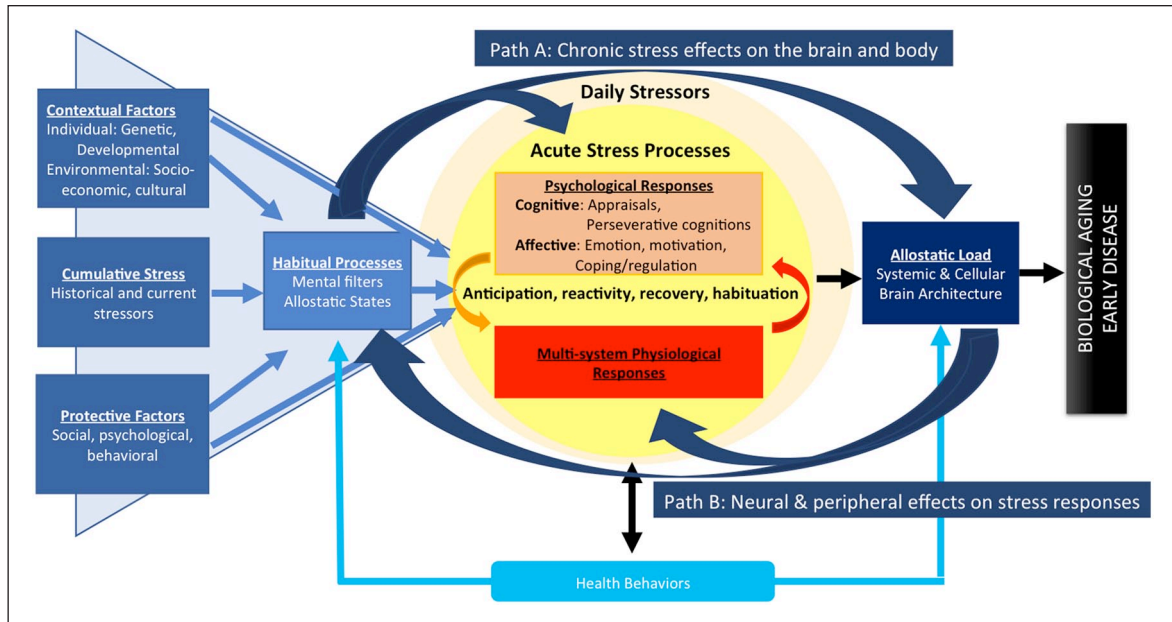 Path A: Chronic stress effects on the brain and body
Contextual Factors
Individual: Genetic,
Developmental
Environmental: Socio-
economic, cultural
Cumulative Stress
Historical and current
stressors
Protective Factors
Social, psychological,
behavioral
Habitual Processes
Mental filters
Allostatic States
Daily Stressors
Acute Stress Processes
Psychological Responses
Cognitive: Appraisals,
Perseverative cognitions
Affective: Emotion, motivation,
Coping/regulation
Anticipation, reactivity, recovery, habituation
Multi-system Physiological
Responses
Allostatic Load
Systemic & Cellular
Brain Architecture
BIOLOGICAL AGING
EARLY DISEASE
Path B: Neural & peripheral effects on stress responses
Health Behaviors